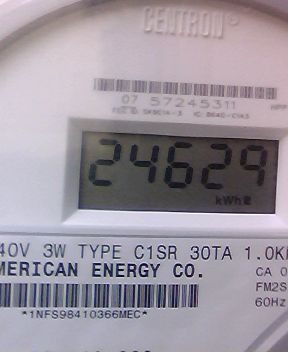 CENTRON®
07 57245311
24629
kWh
40V 3W TYPE C1SR 30TA 1.0K
MERICAN ENERGY CO.
CA 0
FM2S
60Hz
*1NFS98410366MEC*